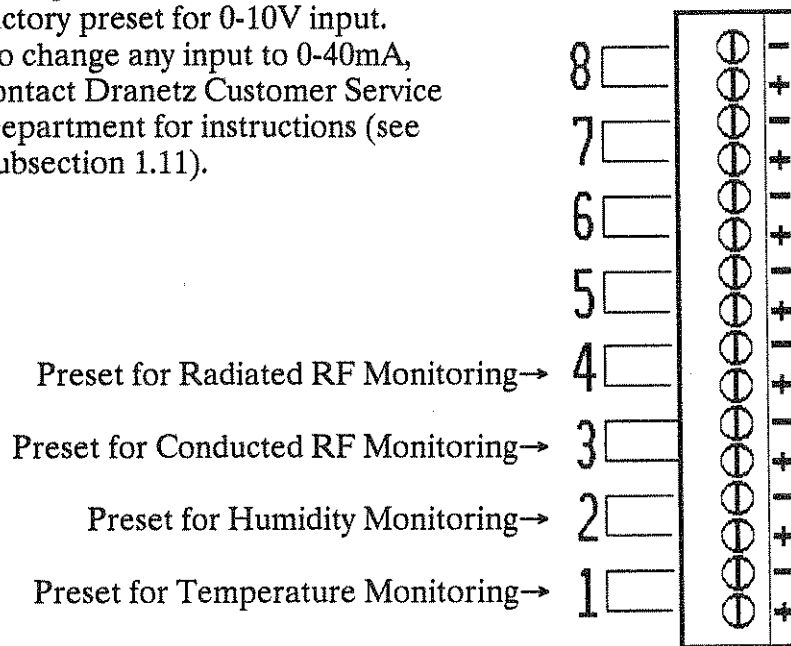 ctory preset for 0-10V input.
o change any input to 0-40mA,
ontact Dranetz Customer Service
epartment for instructions (see
ubsection 1.11).
8 -
+
7 -
+
6 -
+
5 -
+
Preset for Radiated RF Monitoring→ 4 -
+
Preset for Conducted RF Monitoring→ 3 -
+
Preset for Humidity Monitoring→ 2 -
+
Preset for Temperature Monitoring→ 1 -
+